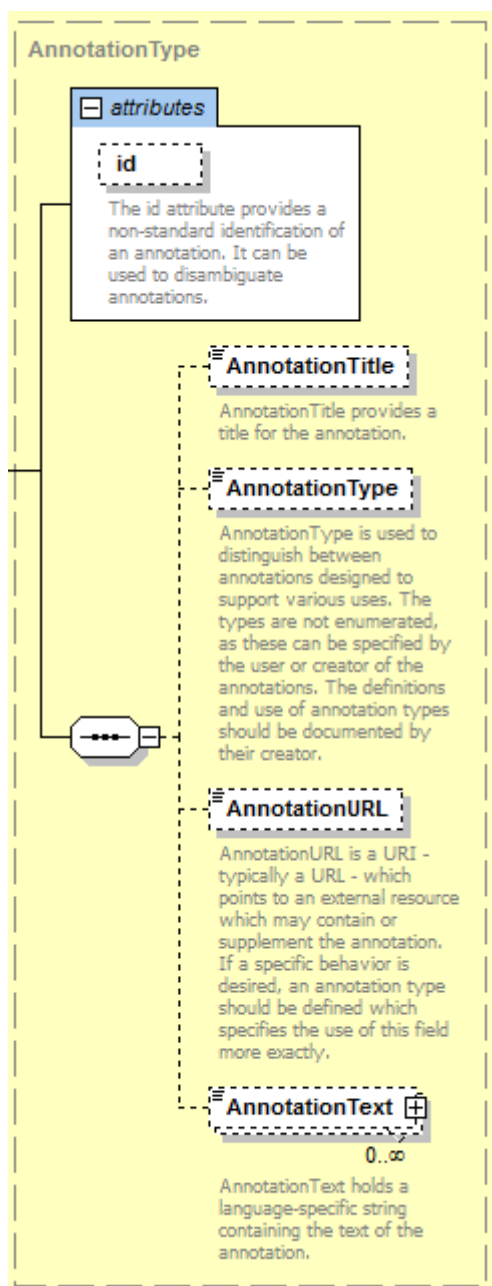 AnnotationType
attributes
id
The id attribute provides a
non-standard identification of
an annotation. It can be
used to disambiguate
annotations.
AnnotationTitle
AnnotationTitle provides a
title for the annotation.
AnnotationType
AnnotationType is used to
distinguish between
annotations designed to
support various uses. The
types are not enumerated,
as these can be specified by
the user or creator of the
annotations. The definitions
and use of annotation types
should be documented by
their creator.
AnnotationURL
AnnotationURL is a URI -
typically a URL - which
points to an external resource
which may contain or
supplement the annotation.
If a specific behavior is
desired, an annotation type
should be defined which
specifies the use of this field
more exactly.
AnnotationText
0..∞
AnnotationText holds a
language-specific string
containing the text of the
annotation.